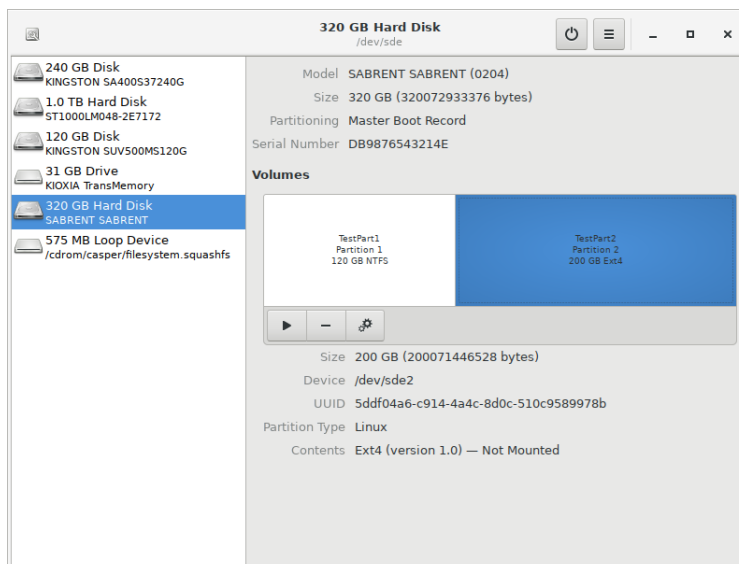 320 GB Hard Disk
/dev/sde
240 GB Disk
KINGSTON SA400S37240G
1.0 TB Hard Disk
ST1000LM048-2E7172
120 GB Disk
KINGSTON SUV500MS120G
31 GB Drive
KIOXIA TransMemory
320 GB Hard Disk
SABRENT SABRENT
575 MB Loop Device
/cdrom/casper/filesystem.squashfs
Model SABRENT SABRENT (0204)
Size 320 GB (320072933376 bytes)
Partitioning Master Boot Record
Serial Number DB9876543214E
Volumes
TestPart1
Partition 1
120 GB NTFS
TestPart2
Partition 2
200 GB Ext4
Size 200 GB (200071446528 bytes)
Device /dev/sde2
UUID 5ddf04a6-c914-4a4c-8d0c-510c9589978b
Partition Type Linux
Contents Ext4 (version 1.0) — Not Mounted